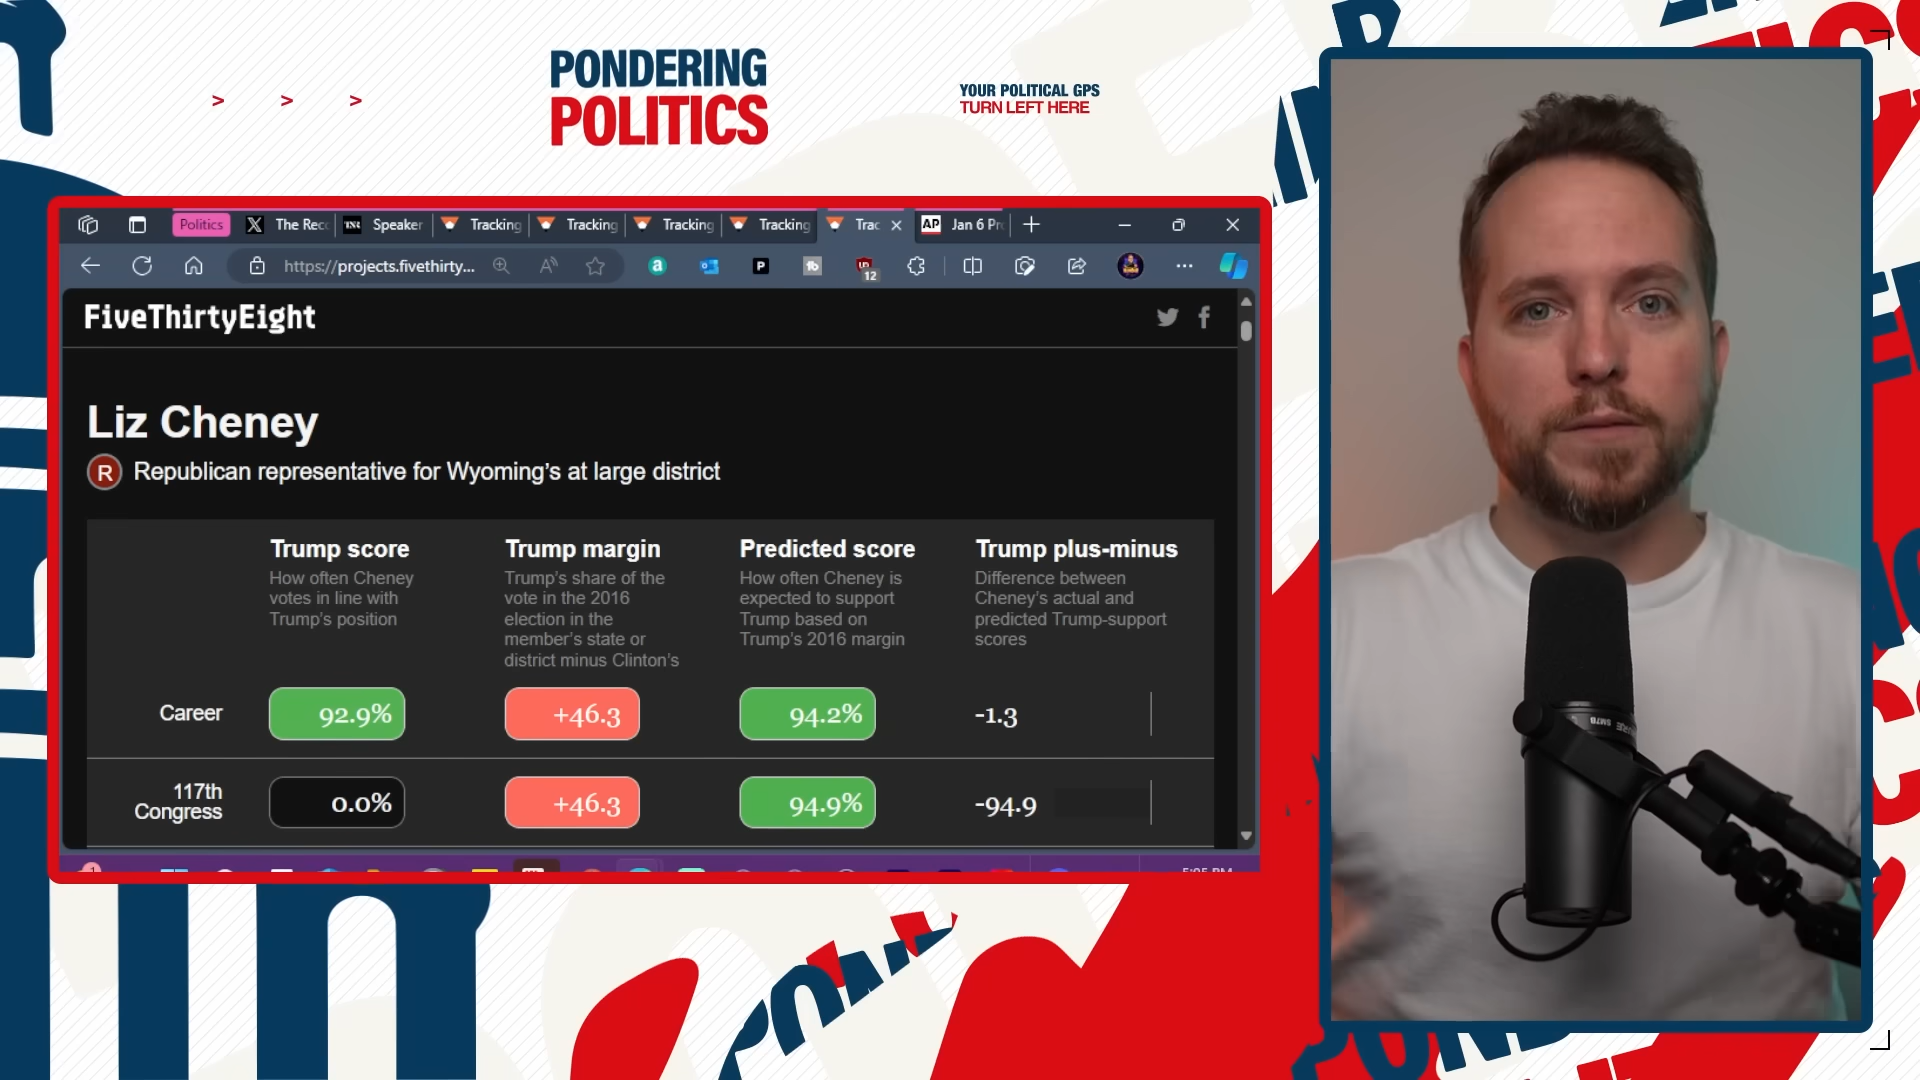 PONDERING
POLITICS
YOUR POLITICAL GPS
TURN LEFT HERE
> > >
Politics
X The Rec
Speaker
Tracking
Tracking
Tracking
Tracking
Trac
AP Jan 6 Pr
https://projects.fivethirty...
12
FiveThirtyEight
Liz Cheney
R Republican representative for Wyoming's at large district
Trump score
How often Cheney
votes in line with
Trump's position
Trump margin
Trump's share of the
vote in the 2016
election in the
member's state or
district minus Clinton's
Predicted score
How often Cheney is
expected to support
Trump based on
Trump's 2016 margin
Trump plus-minus
Difference between
Cheney's actual and
predicted Trump-support
scores
Career 92.9% +46.3 94.2% -1.3
117th
Congress 0.0% +46.3 94.9% -94.9
SM7B